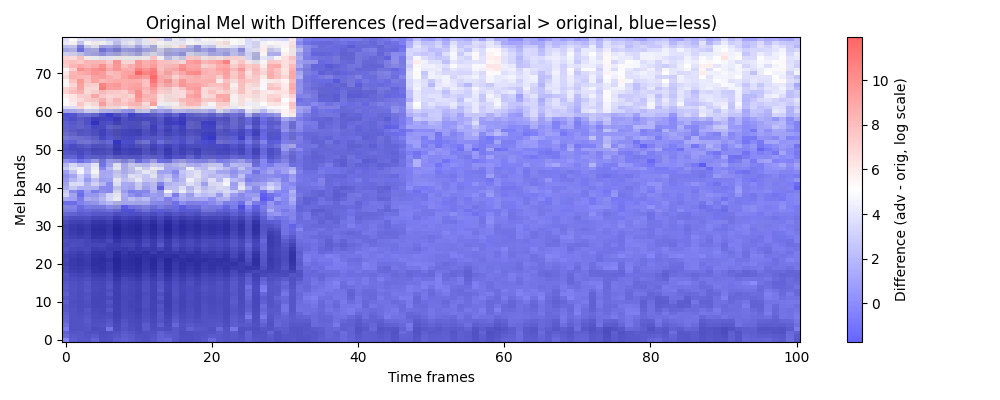 Original Mel with Differences (red=adversarial > original, blue=less)
Mel bands
70
60
50
40
30
20
10
0
0 20 40 60 80 100
Time frames
10
8
6
4
2
0
Difference (adv - orig, log scale)